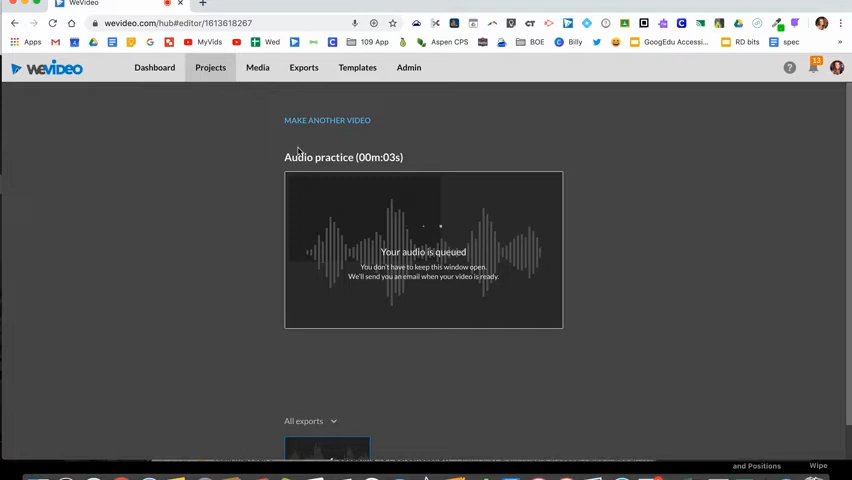 WeVideo
wevideo.com/hub#editor/1613618267
Apps
MyVids
Wed
109 App
Aspen CPS
BOE
Billy
GoogEdu Accessi...
RD bits
spec
WEVIDEO
Dashboard
Projects
Media
Exports
Templates
Admin
13
MAKE ANOTHER VIDEO
Audio practice (00m:03s)
Your audio is queued
You don't have to keep this window open.
We'll send you an email when your video is ready.
All exports
and Positions
Wipe